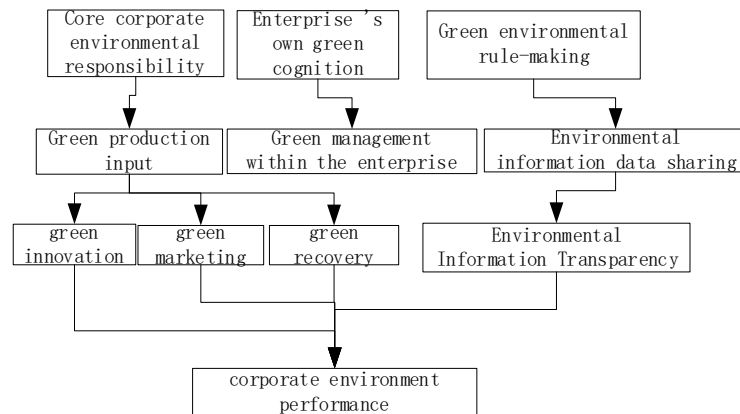 Core corporate
environmental
responsibility
Enterprise's
own green
cognition
Green environmental
rule-making
Green production
input
Green management
within the enterprise
Environmental
information data sharing
green
innovation
green
marketing
green
recovery
Environmental
Information Transparency
corporate environment
performance